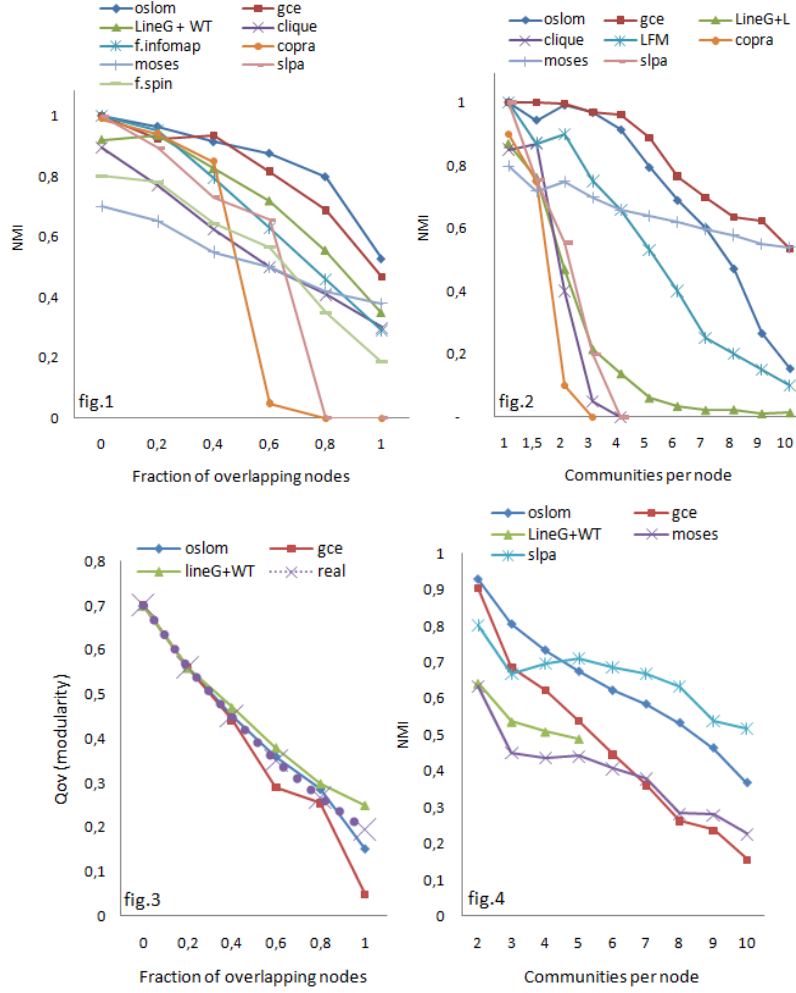 oslom gce
LineG + WT clique
f.infomap copra
moses slpa
f.spin
1
0,8
0,6
0,4
0,2
0
NMI
fig.1
0 0,2 0,4 0,6 0,8 1
Fraction of overlapping nodes
oslom gce LineG+L
clique LFM copra
moses slpa
1
0,8
0,6
0,4
0,2
-
NMI
fig.2
1 1,5 2 3 4 5 6 7 8 9 10
Communities per node
oslom gce
lineG+WT real
0,8
0,7
0,6
0,5
0,4
0,3
0,2
0,1
0
Qov (modularity)
fig.3
0 0,2 0,4 0,6 0,8 1
Fraction of overlapping nodes
oslom gce
LineG+WT moses
slpa
1
0,9
0,8
0,7
0,6
0,5
0,4
0,3
0,2
0,1
0
NMI
fig.4
2 3 4 5 6 7 8 9 10
Communities per node